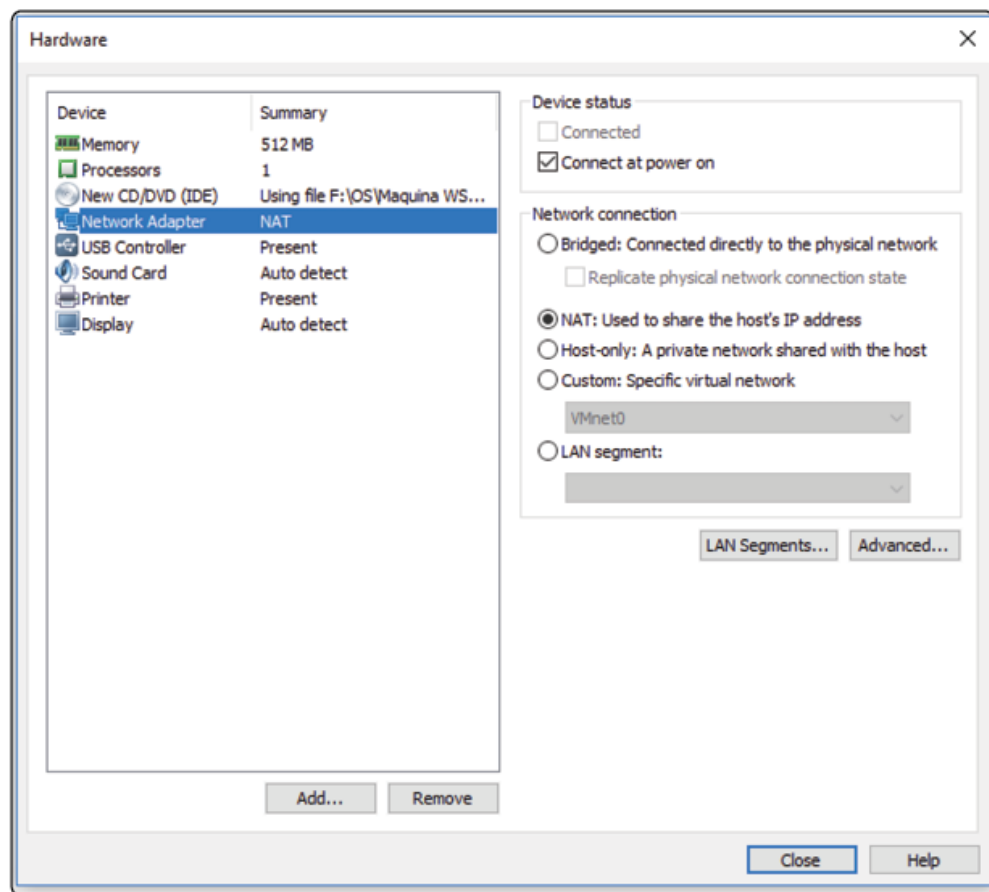 Hardware
Device Summary
Memory 512 MB
Processors 1
New CD/DVD (IDE) Using file F:\OS\Maquina WS...
Network Adapter NAT
USB Controller Present
Sound Card Auto detect
Printer Present
Display Auto detect
Add... Remove
Device status
Connected
Connect at power on
Network connection
Bridged: Connected directly to the physical network
Replicate physical network connection state
NAT: Used to share the host's IP address
Host-only: A private network shared with the host
Custom: Specific virtual network
VMnet0
LAN segment:
LAN Segments... Advanced...
Close Help